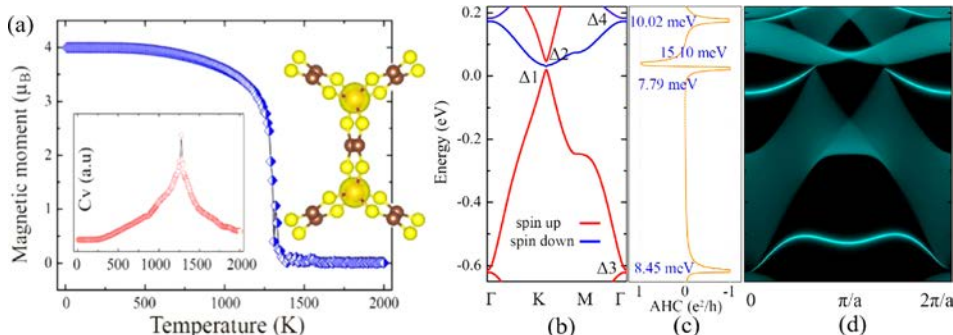 (a)
Magnetic moment (μB)
4
3
2
1
0
Cv (a.u)
0 500 1000 1500 2000
0 500 1000 1500 2000
Temperature (K)
Energy (eV)
0.2
0.0
-0.2
-0.4
-0.6
Δ4
Δ2
Δ1
spin up
spin down
Δ3
Γ K M Γ
(b)
10.02 meV
15.10 meV
7.79 meV
8.45 meV
1 0 -1
AHC (e²/h)
(c)
0 π/a 2π/a
(d)